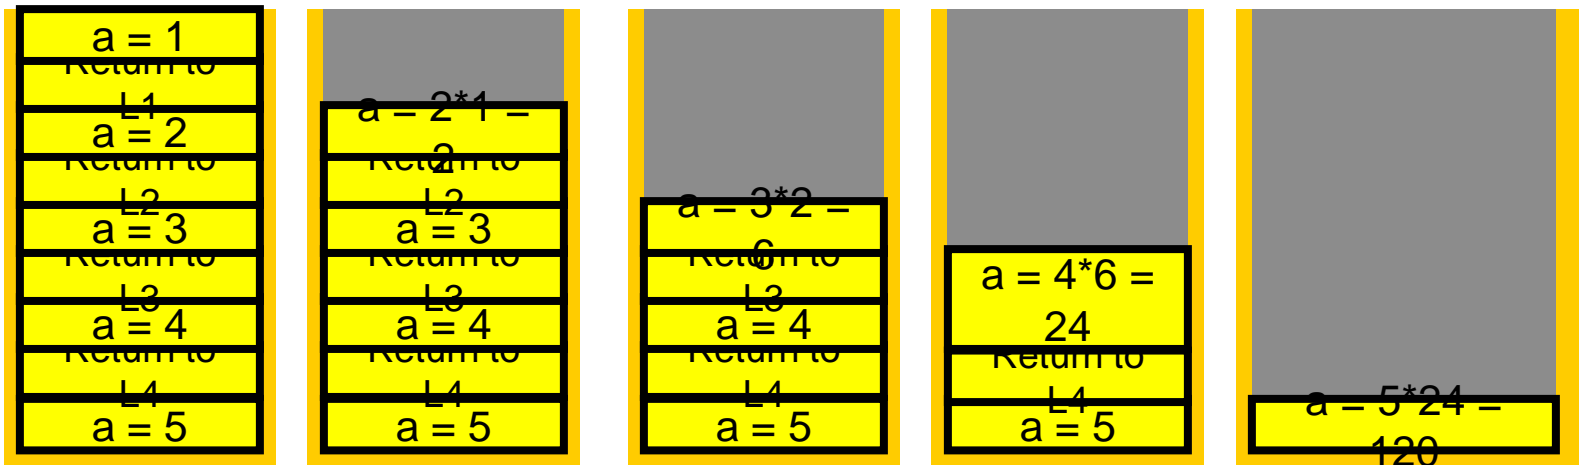 a = 1
Return to
L1
a = 2
Return to
L2
a = 3
Return to
L3
a = 4
Return to
L4
a = 5
a = 2*1 =
2
Return to
L2
a = 3
Return to
L3
a = 4
Return to
L4
a = 5
a = 3*2 =
6
Return to
L3
a = 4
Return to
L4
a = 5
a = 4*6 =
24
Return to
L4
a = 5
a = 5*24 =
120